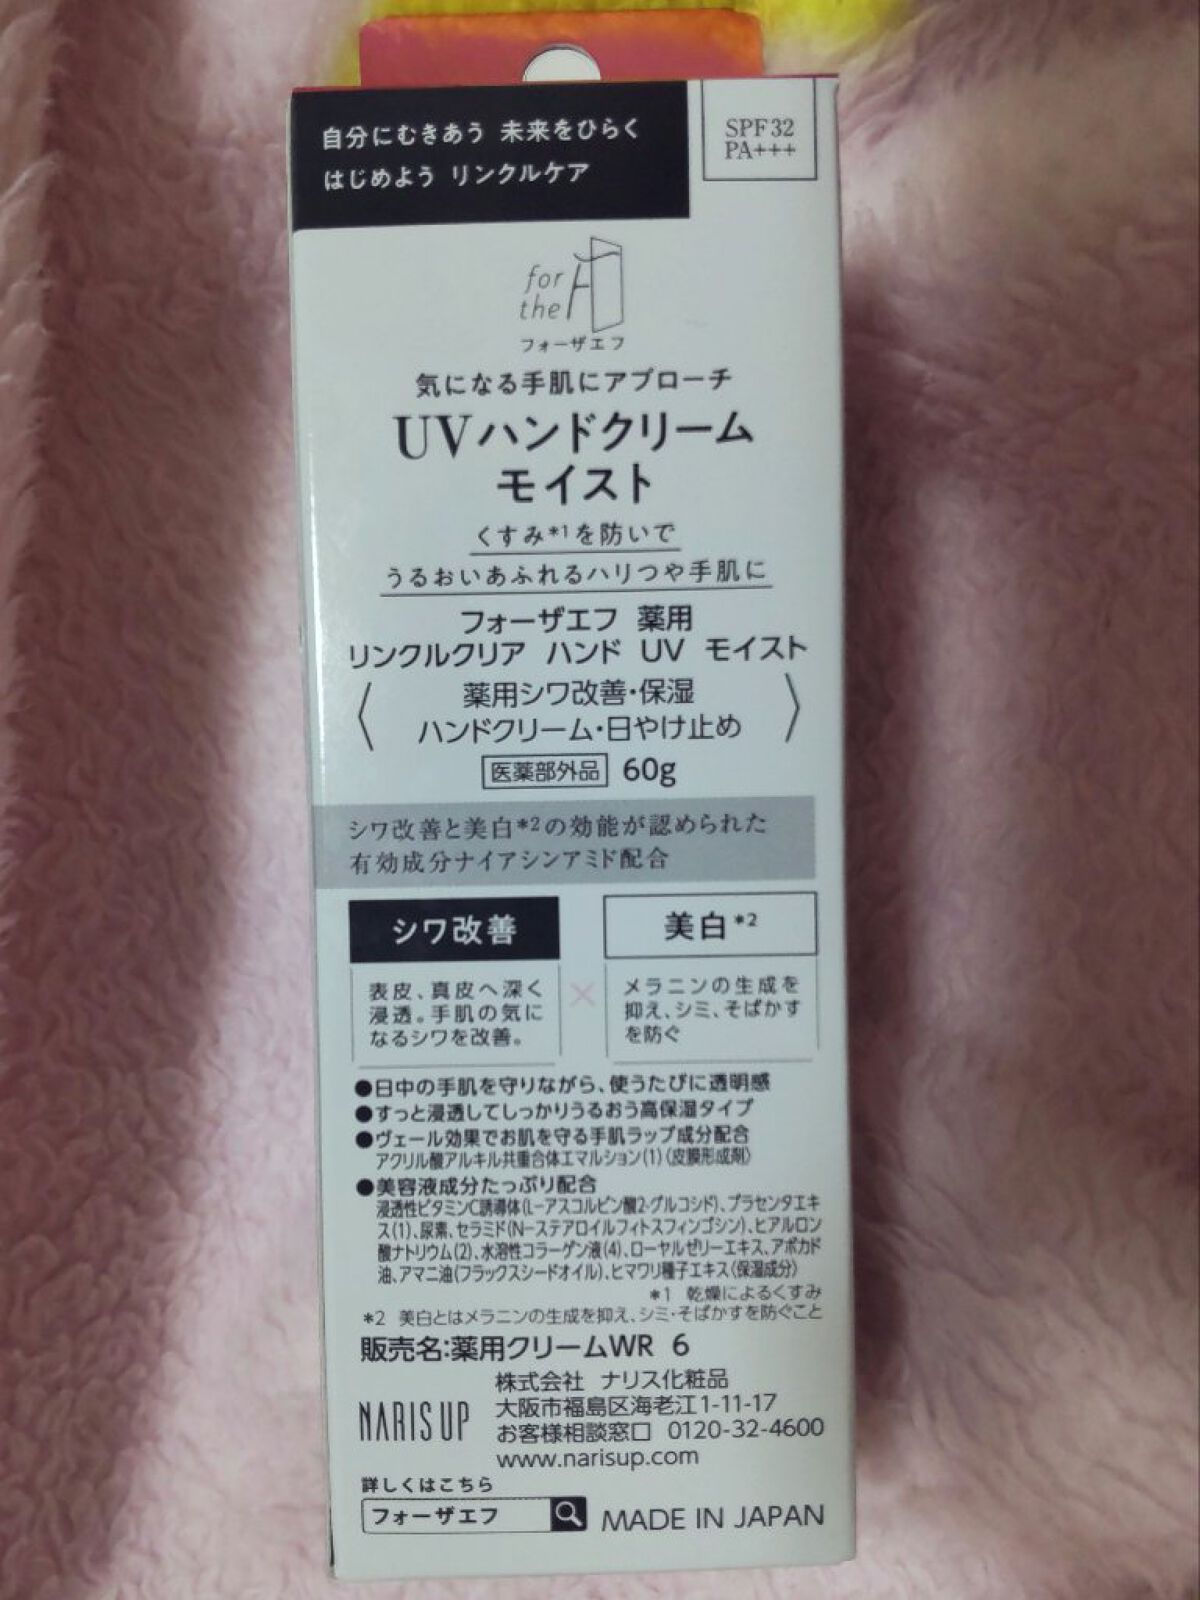 自分にむきあう 未来をひらく
はじめよう リンクルケア
SPF32
PA+++
for
the F
フォーザエフ
気になる手肌にアプローチ
UVハンドクリーム
モイスト
くすみ*1を防いで
うるおいあふれるハリつや手肌に
フォーザエフ 薬用
リンクルクリア ハンド UV モイスト
薬用シワ改善・保湿
ハンドクリーム・日やけ止め
医薬部外品 60g
シワ改善と美白*2の効能が認められた
有効成分ナイアシンアミド配合
シワ改善
表皮、真皮へ深く
浸透。手肌の気に
なるシワを改善。
×
美白*2
メラニンの生成を
抑え、シミ、そばかす
を防ぐ
●日中の手肌を守りながら、使うたびに透明感
●すっと浸透してしっかりうるおう高保湿タイプ
●ヴェール効果でお肌を守る手肌ラップ成分配合
アクリル酸アルキル共重合体エマルション(1)(皮膜形成剤)
●美容液成分たっぷり配合
浸透性ビタミンC誘導体(L-アスコルビン酸2-グルコシド)、プラセンタエキ
ス(1)、尿素、セラミド(N-ステアロイルフィトスフィンゴシン)、ヒアルロン
酸ナトリウム(2)、水溶性コラーゲン液(4)、ローヤルゼリーエキス、アボカド
油、アマニ油(フラックスシードオイル)、ヒマワリ種子エキス(保湿成分)
*1 乾燥によるくすみ
*2 美白とはメラニンの生成を抑え、シミ・そばかすを防ぐこと
販売名:薬用クリームWR 6
NARIS UP
株式会社 ナリス化粧品
大阪市福島区海老江1-11-17
お客様相談窓口 0120-32-4600
www.narisup.com
詳しくはこちら
フォーザエフ
MADE IN JAPAN